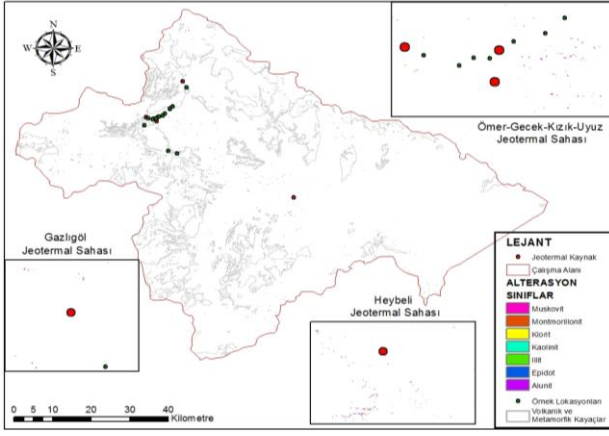 N
W E
S
Ömer-Gecek-Kızık-Uyuz
Jeotermal Sahası
Gazlıgöl
Jeotermal Sahası
Heybeli
Jeotermal Sahası
LEJANT
Jeotermal Kaynak
Çalışma Alanı
ALTERASYON
SINIFLAR
Muskovit
Montmorillonit
Klorit
Kaolinit
Illit
Epidot
Alunit
Örnek Lokasyonları
Volkanik ve
Metamorfik Kayaçlar
0 5 10 20 30 40
Kilometre